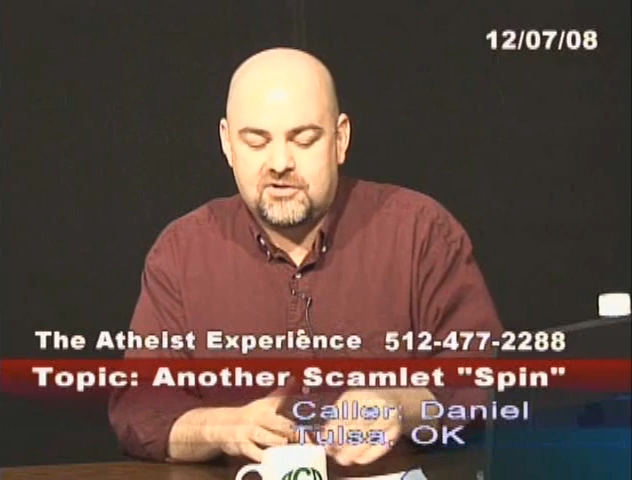 12/07/08
The Atheist Experience 512-477-2288
Topic: Another Scamlet "Spin"
Caller: Daniel
Tulsa, OK